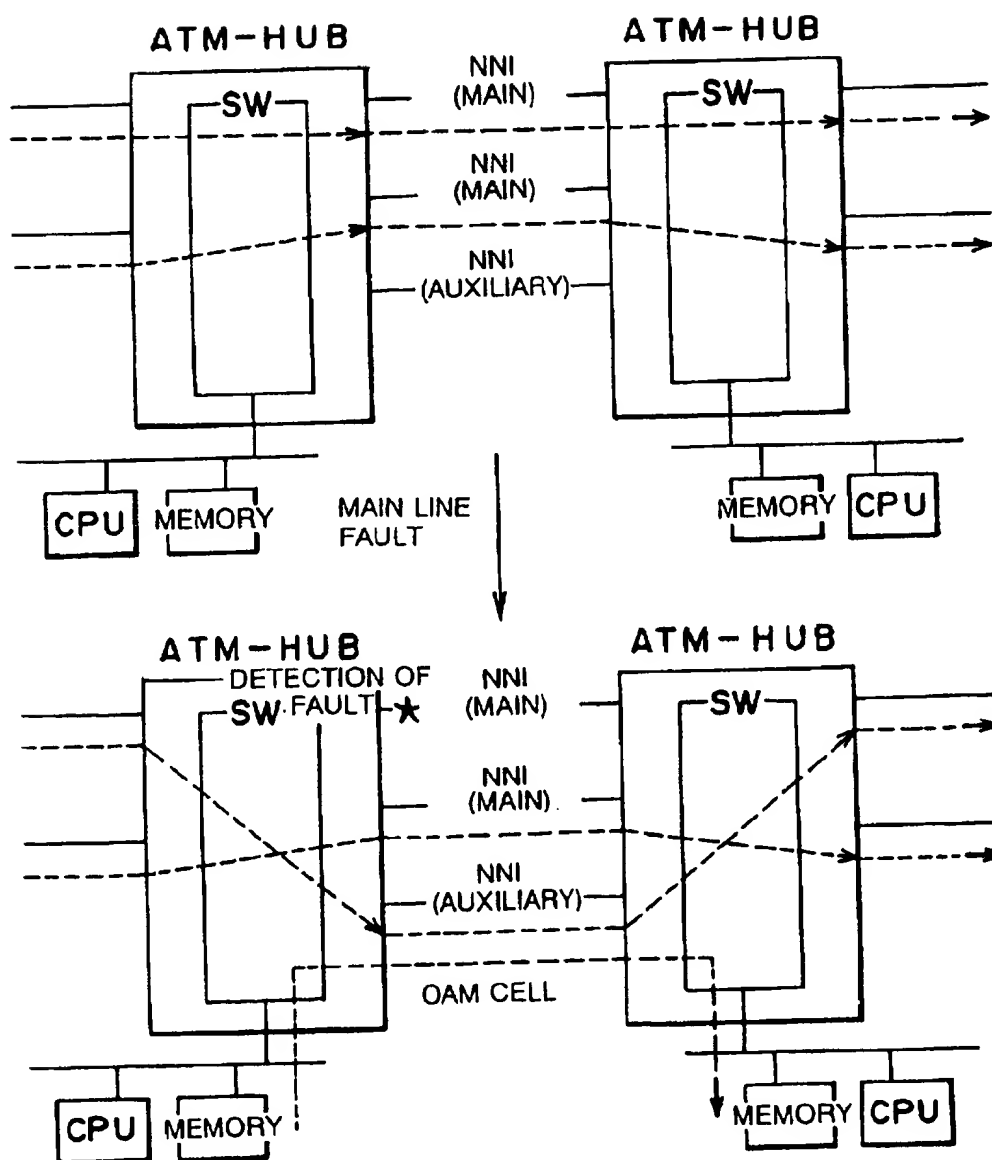 ATM-HUB
ATM-HUB
SW
NNI
(MAIN)
SW
NNI
(MAIN)
NNI
(AUXILIARY)
CPU
MEMORY
MAIN LINE
FAULT
MEMORY
CPU
ATM-HUB
ATM-HUB
DETECTION OF
FAULT
SW
NNI
(MAIN)
SW
NNI
(MAIN)
NNI
(AUXILIARY)
OAM CELL
CPU
MEMORY
MEMORY
CPU